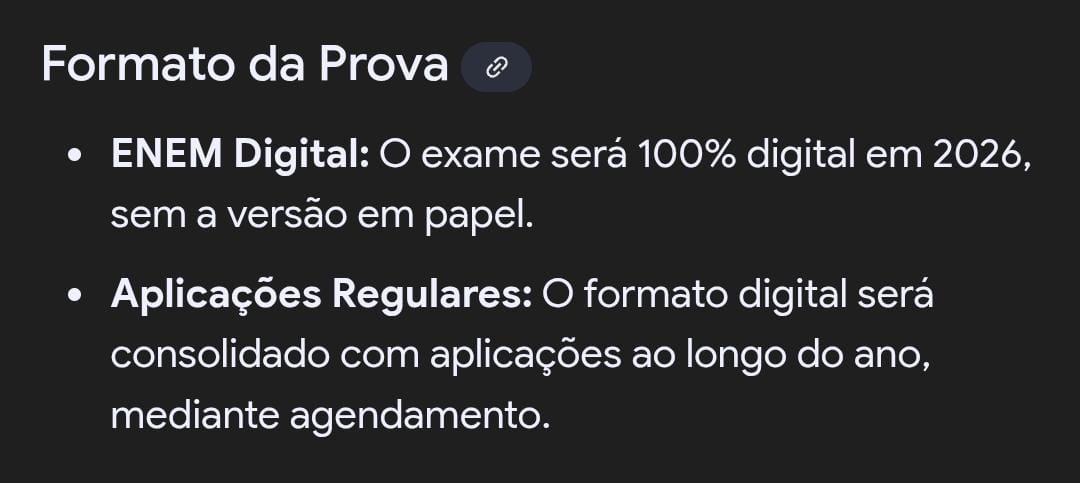 Formato da Prova
• ENEM Digital: O exame será 100% digital em 2026,
sem a versão em papel.
• Aplicações Regulares: O formato digital será
consolidado com aplicações ao longo do ano,
mediante agendamento.